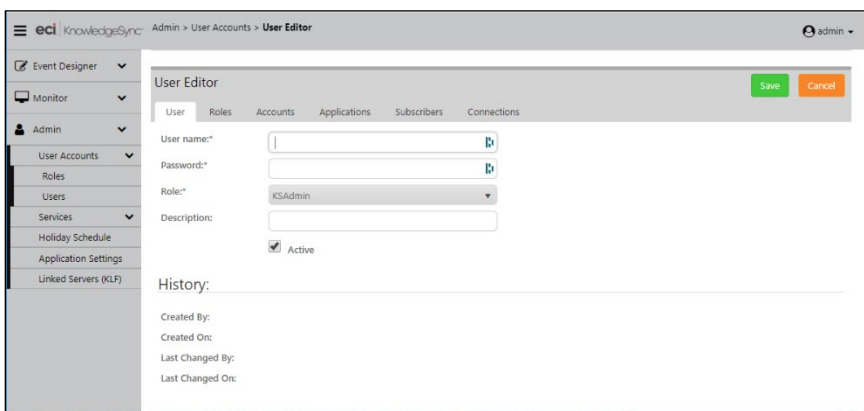 eci KnowledgeSync Admin > User Accounts > User Editor admin
Event Designer
Monitor
Admin
User Accounts
Roles
Users
Services
Holiday Schedule
Application Settings
Linked Servers (KLF)
User Editor Save Cancel
User Roles Accounts Applications Subscribers Connections
User name:*
Password:*
Role:* KSAdmin
Description:
Active
History:
Created By:
Created On:
Last Changed By:
Last Changed On: